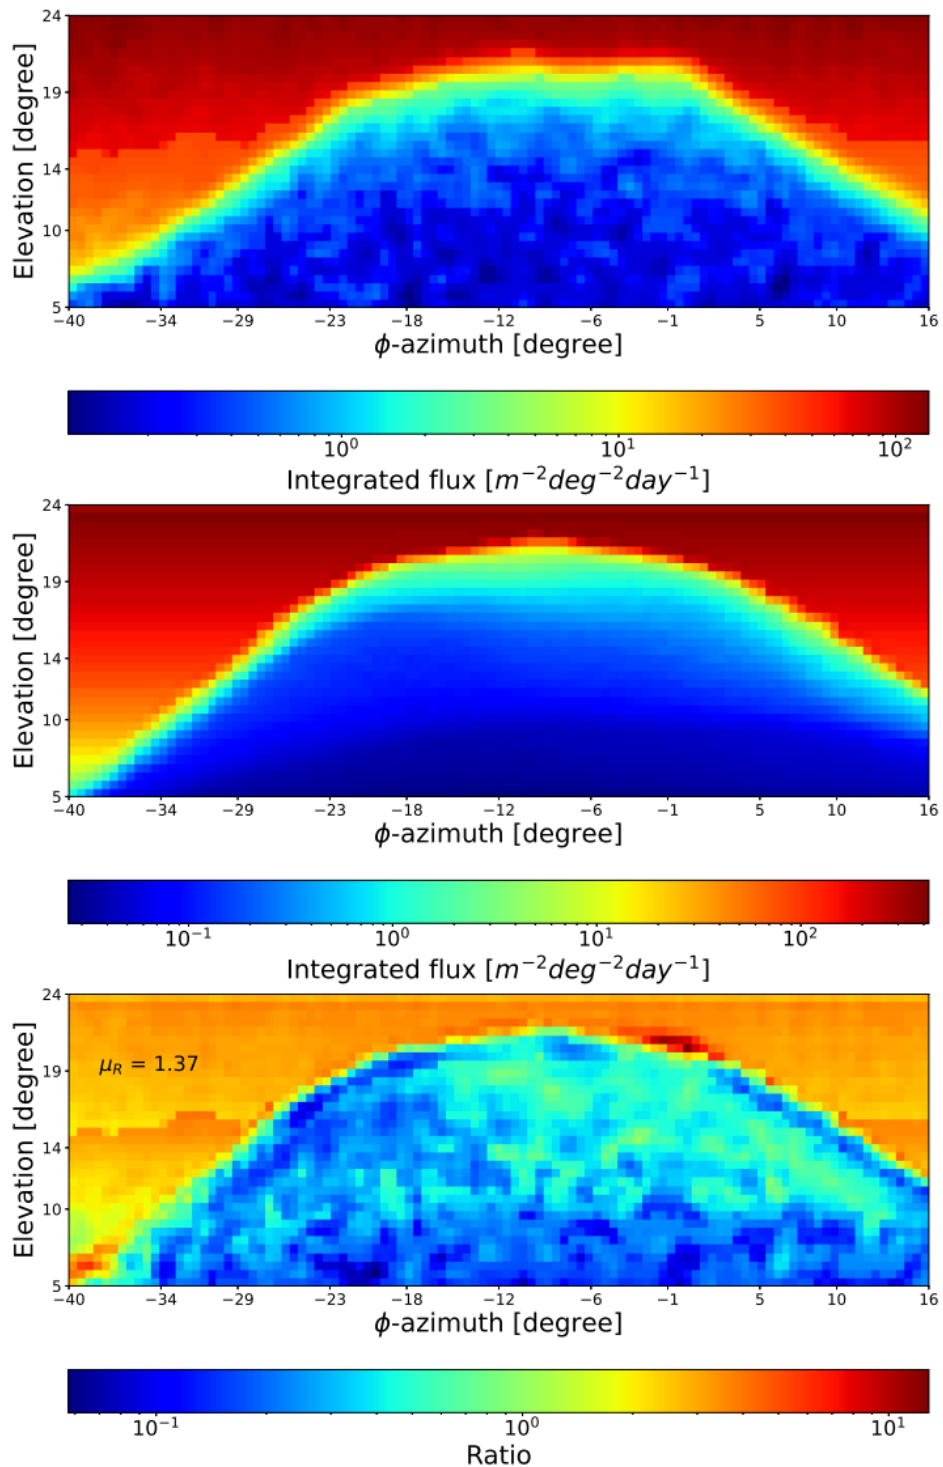 24
19
14
10
5
Elevation [degree]
−40 −34 −29 −23 −18 −12 −6 −1 5 10 16
ϕ-azimuth [degree]
10⁰ 10¹ 10²
Integrated flux [m⁻²deg⁻²day⁻¹]
24
19
14
10
5
Elevation [degree]
−40 −34 −29 −23 −18 −12 −6 −1 5 10 16
ϕ-azimuth [degree]
10⁻¹ 10⁰ 10¹ 10²
Integrated flux [m⁻²deg⁻²day⁻¹]
24
19
14
10
5
Elevation [degree]
μ_R = 1.37
−40 −34 −29 −23 −18 −12 −6 −1 5 10 16
ϕ-azimuth [degree]
10⁻¹ 10⁰ 10¹
Ratio